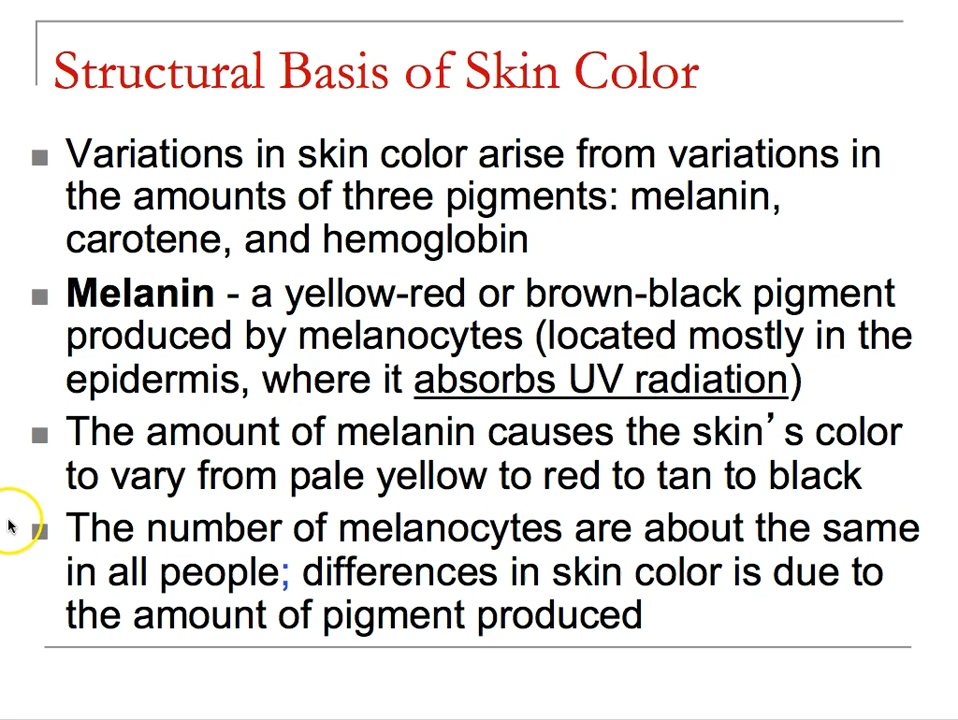 Structural Basis of Skin Color
Variations in skin color arise from variations in
the amounts of three pigments: melanin,
carotene, and hemoglobin
Melanin - a yellow-red or brown-black pigment
produced by melanocytes (located mostly in the
epidermis, where it absorbs UV radiation)
The amount of melanin causes the skin’ s color
to vary from pale yellow to red to tan to black
The number of melanocytes are about the same
in all people; differences in skin color is due to
the amount of pigment produced